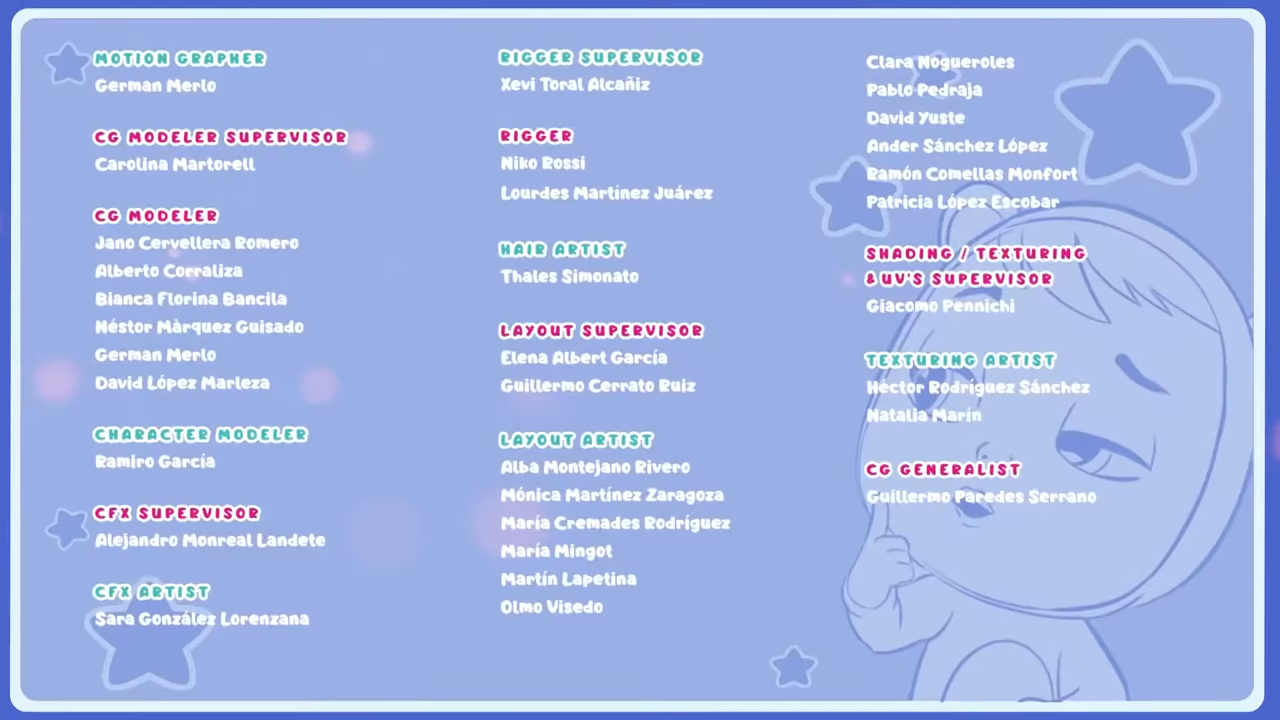 MOTION GRAPHER
German Merlo
CG MODELER SUPERVISOR
Carolina Martorell
CG MODELER
Jano Cervellera Romero
Alberto Corraliza
Bianca Florina Bancila
Néstor Màrquez Guisado
German Merlo
David López Marleza
CHARACTER MODELER
Ramiro García
CFX SUPERVISOR
Alejandro Monreal Landete
CFX ARTIST
Sara González Lorenzana
RIGGER SUPERVISOR
Xevi Toral Alcañiz
RIGGER
Niko Rossi
Lourdes Martínez Juárez
HAIR ARTIST
Thales Simonato
LAYOUT SUPERVISOR
Elena Albert García
Guillermo Cerrato Ruiz
LAYOUT ARTIST
Alba Montejano Rivero
Mónica Martínez Zaragoza
María Cremades Rodríguez
María Mingot
Martín Lapetina
Olmo Visedo
Clara Nogueroles
Pablo Pedraja
David Yuste
Ander Sánchez López
Ramón Comellas Monfort
Patricia López Escobar
SHADING / TEXTURING
& UV'S SUPERVISOR
Giacomo Pennichi
TEXTURING ARTIST
Héctor Rodríguez Sánchez
Natalia Marín
CG GENERALIST
Guillermo Paredes Serrano